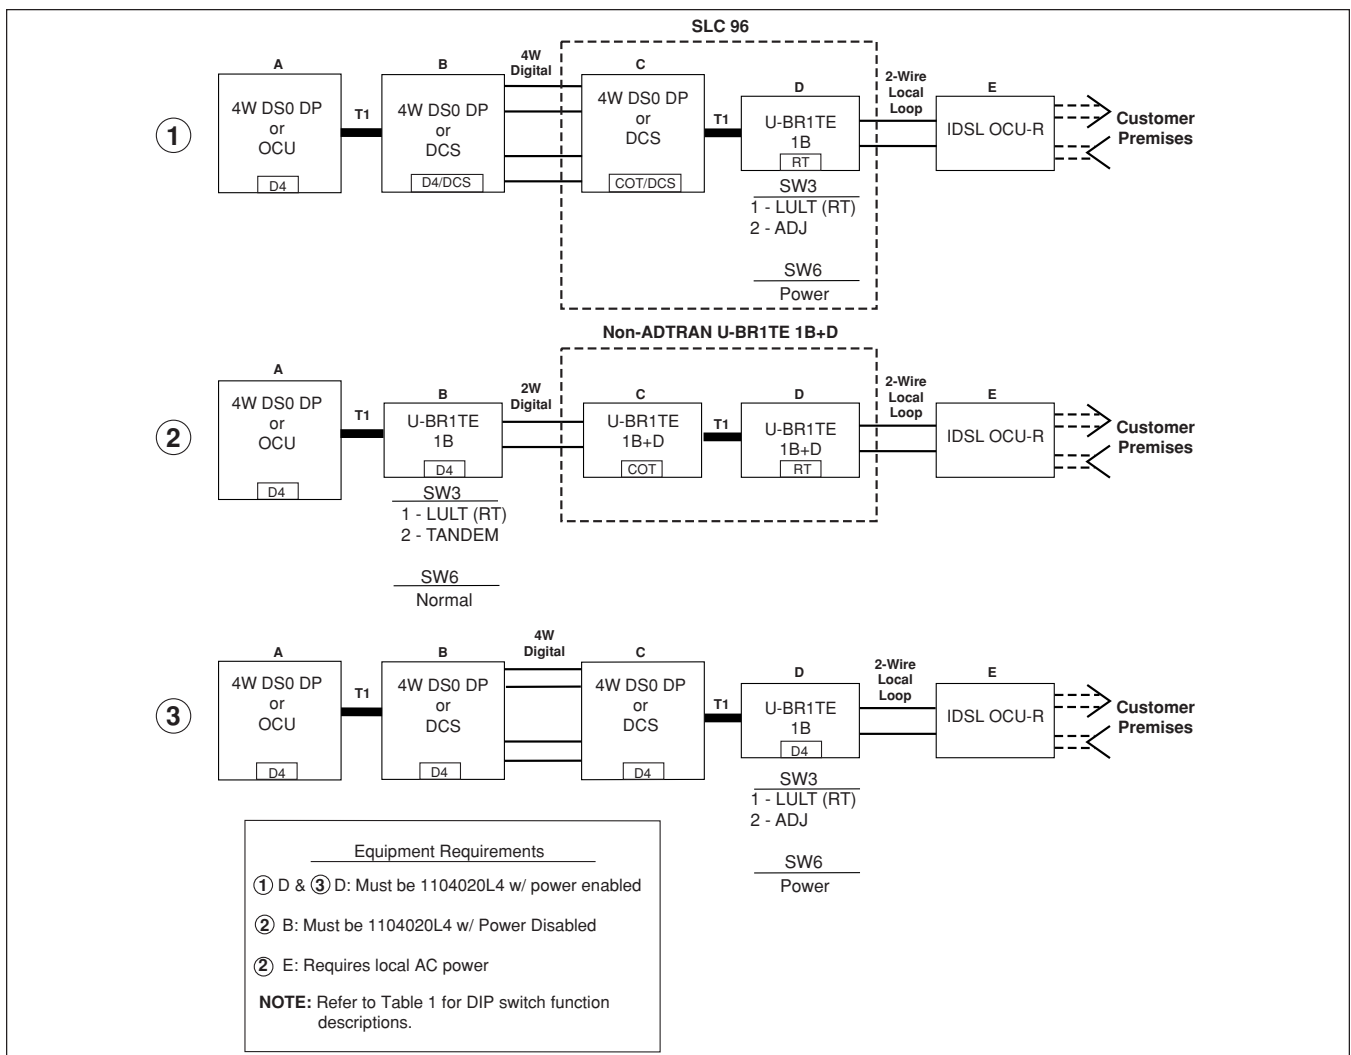 SLC 96
A
4W DS0 DP
or
OCU
D4
T1
B
4W DS0 DP
or
DCS
D4/DCS
4W
Digital
C
4W DS0 DP
or
DCS
COT/DCS
T1
D
U-BR1TE
1B
RT
SW3
1 - LULT (RT)
2 - ADJ
SW6
Power
2-Wire
Local
Loop
E
IDSL OCU-R
Customer
Premises
1
Non-ADTRAN U-BR1TE 1B+D
A
4W DS0 DP
or
OCU
D4
T1
B
U-BR1TE
1B
D4
SW3
1 - LULT (RT)
2 - TANDEM
SW6
Normal
2W
Digital
C
U-BR1TE
1B+D
COT
T1
D
U-BR1TE
1B+D
RT
2-Wire
Local
Loop
E
IDSL OCU-R
Customer
Premises
2
A
4W DS0 DP
or
OCU
D4
T1
B
4W DS0 DP
or
DCS
D4
4W
Digital
C
4W DS0 DP
or
DCS
D4
T1
D
U-BR1TE
1B
D4
SW3
1 - LULT (RT)
2 - ADJ
SW6
Power
2-Wire
Local
Loop
E
IDSL OCU-R
Customer
Premises
3
Equipment Requirements
1 D & 3 D: Must be 1104020L4 w/ power enabled
2 B: Must be 1104020L4 w/ Power Disabled
2 E: Requires local AC power
NOTE: Refer to Table 1 for DIP switch function
descriptions.